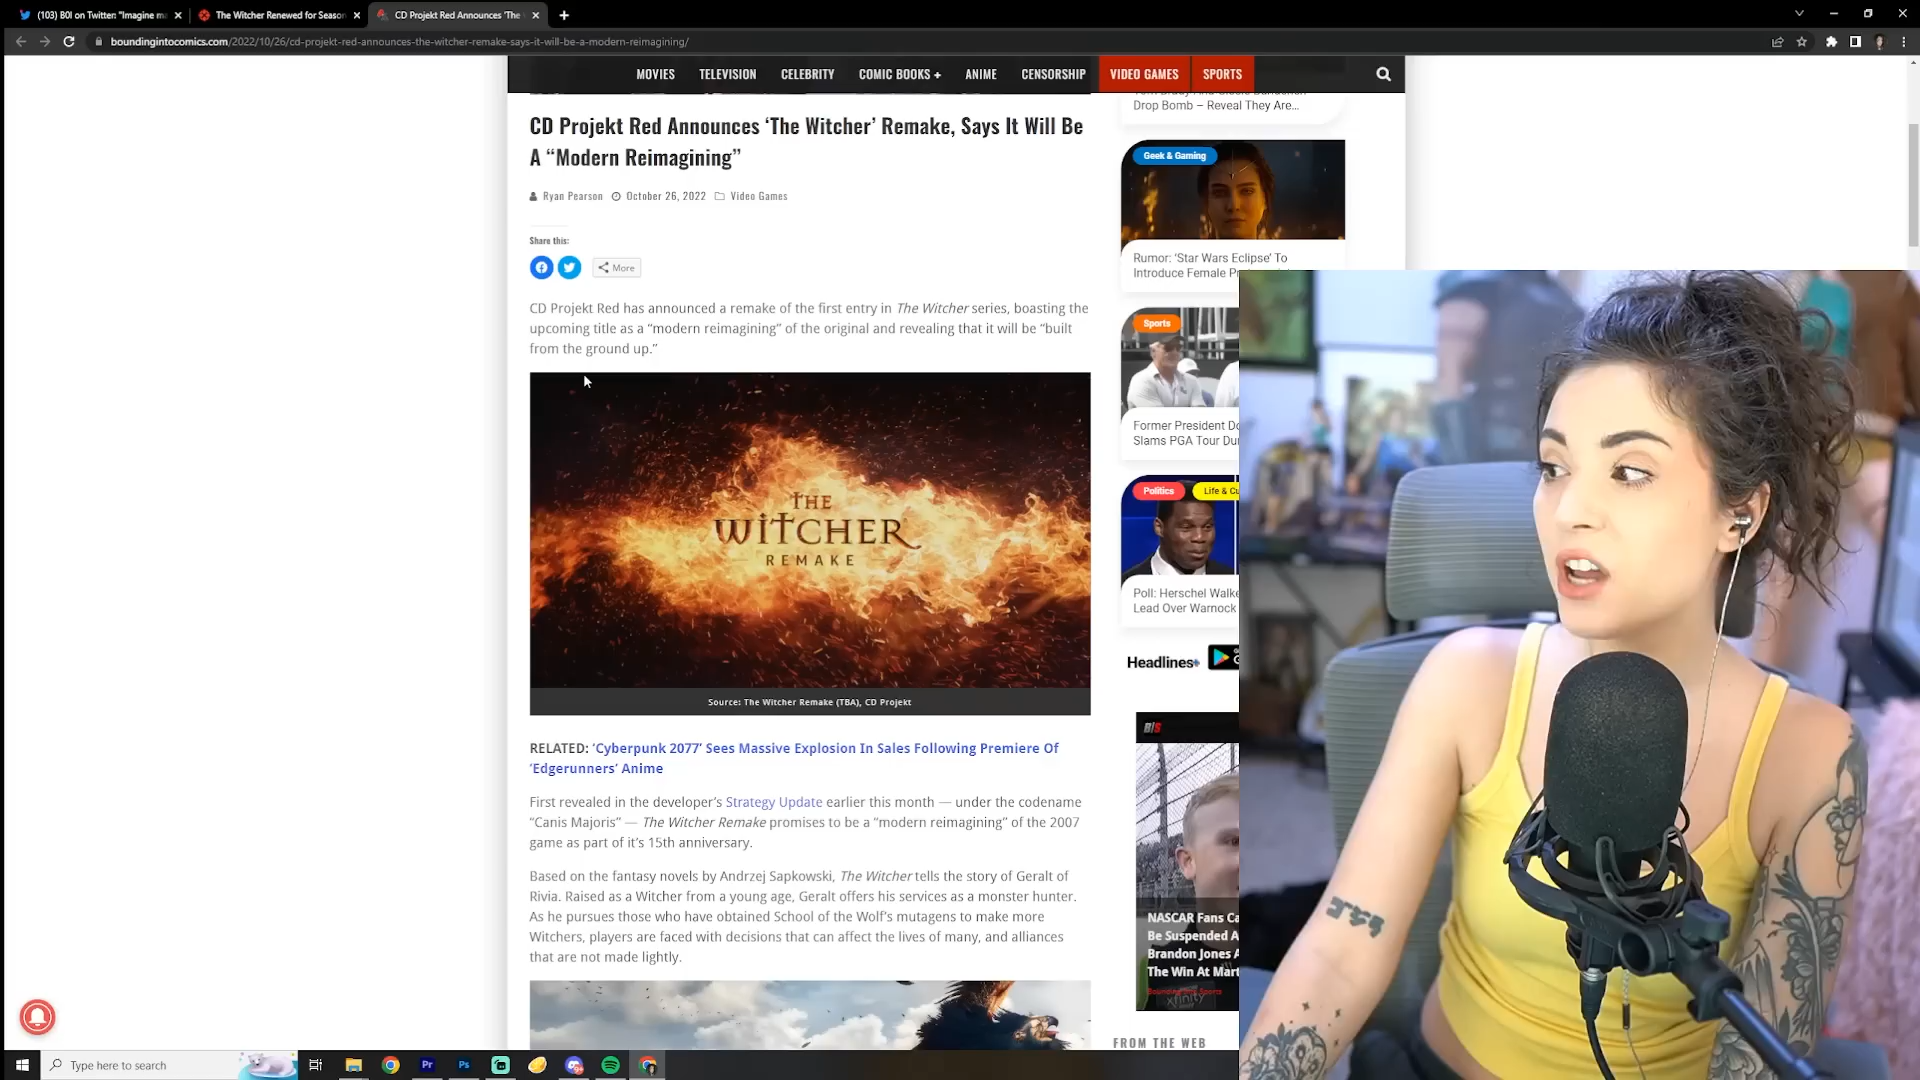 (103) BOI on Twitter: "Imagine m
The Witcher Renewed for Season
CD Projekt Red Announces 'The
boundingintocomics.com/2022/10/26/cd-projekt-red-announces-the-witcher-remake-says-it-will-be-a-modern-reimagining/
MOVIES TELEVISION CELEBRITY COMIC BOOKS + ANIME CENSORSHIP VIDEO GAMES SPORTS
CD Projekt Red Announces ‘The Witcher’ Remake, Says It Will Be
A “Modern Reimagining”
Ryan Pearson October 26, 2022 Video Games
Share this:
More
CD Projekt Red has announced a remake of the first entry in The Witcher series, boasting the
upcoming title as a “modern reimagining” of the original and revealing that it will be “built
from the ground up.”
THE
WITCHER
REMAKE
Source: The Witcher Remake (TBA), CD Projekt
RELATED: ‘Cyberpunk 2077’ Sees Massive Explosion In Sales Following Premiere Of
‘Edgerunners’ Anime
First revealed in the developer’s Strategy Update earlier this month — under the codename
“Canis Majoris” — The Witcher Remake promises to be a “modern reimagining” of the 2007
game as part of it’s 15th anniversary.
Based on the fantasy novels by Andrzej Sapkowski, The Witcher tells the story of Geralt of
Rivia. Raised as a Witcher from a young age, Geralt offers his services as a monster hunter.
As he pursues those who have obtained School of the Wolf’s mutagens to make more
Witchers, players are faced with decisions that can affect the lives of many, and alliances
that are not made lightly.
Drop Bomb – Reveal They Are...
Geek & Gaming
Rumor: ‘Star Wars Eclipse’ To
Introduce Female P
Sports
Former President Do
Slams PGA Tour Du
Politics Life & Cu
Poll: Herschel Walke
Lead Over Warnock
Headlines
B|S
NASCAR Fans Ca
Be Suspended A
Brandon Jones A
The Win At Mart
Bounding Into Sports
xfinity
FROM THE WEB
Type here to search
Pr
Ps